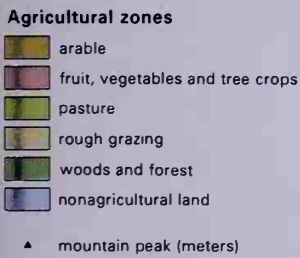 Agricultural zones
arable
fruit, vegetables and tree crops
pasture
rough grazing
woods and forest
nonagricultural land
mountain peak (meters)